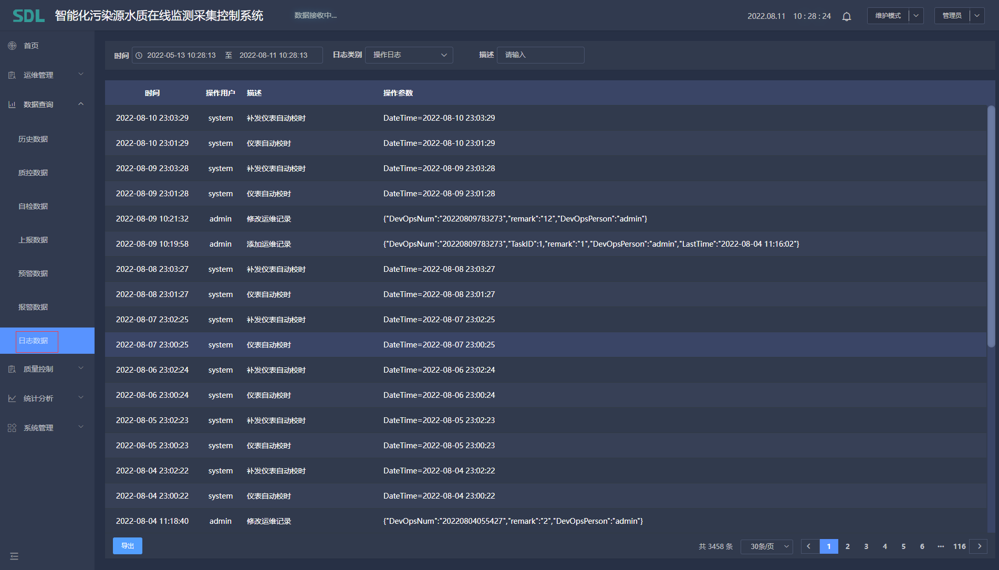 SDL 智能化污染源水质在线监测采集控制系统 数据接收中... 2022.08.11 10 : 28 : 24 维护模式 管理员
首页
运维管理
数据查询
历史数据
质控数据
自检数据
上报数据
预警数据
报警数据
日志数据
质量控制
统计分析
系统管理
时间 2022-05-13 10:28:13 至 2022-08-11 10:28:13 日志类别 操作日志 描述 请输入
时间 操作用户 描述 操作参数
2022-08-10 23:03:29 system 补发仪表自动校时 DateTime=2022-08-10 23:03:29
2022-08-10 23:01:29 system 仪表自动校时 DateTime=2022-08-10 23:01:29
2022-08-09 23:03:28 system 补发仪表自动校时 DateTime=2022-08-09 23:03:28
2022-08-09 23:01:28 system 仪表自动校时 DateTime=2022-08-09 23:01:28
2022-08-09 10:21:32 admin 修改运维记录 {"DevOpsNum":"20220809783273","remark":"12","DevOpsPerson":"admin"}
2022-08-09 10:19:58 admin 添加运维记录 {"DevOpsNum":"20220809783273","TaskID":1,"remark":"1","DevOpsPerson":"admin","LastTime":"2022-08-04 11:16:02"}
2022-08-08 23:03:27 system 补发仪表自动校时 DateTime=2022-08-08 23:03:27
2022-08-08 23:01:27 system 仪表自动校时 DateTime=2022-08-08 23:01:27
2022-08-07 23:02:25 system 补发仪表自动校时 DateTime=2022-08-07 23:02:25
2022-08-07 23:00:25 system 仪表自动校时 DateTime=2022-08-07 23:00:25
2022-08-06 23:02:24 system 补发仪表自动校时 DateTime=2022-08-06 23:02:24
2022-08-06 23:00:24 system 仪表自动校时 DateTime=2022-08-06 23:00:24
2022-08-05 23:02:23 system 补发仪表自动校时 DateTime=2022-08-05 23:02:23
2022-08-05 23:00:23 system 仪表自动校时 DateTime=2022-08-05 23:00:23
2022-08-04 23:02:22 system 补发仪表自动校时 DateTime=2022-08-04 23:02:22
2022-08-04 23:00:22 system 仪表自动校时 DateTime=2022-08-04 23:00:22
2022-08-04 11:18:40 admin 修改运维记录 {"DevOpsNum":"20220804055427","remark":"2","DevOpsPerson":"admin"}
导出 共 3458 条 30条/页 1 2 3 4 5 6 ··· 116